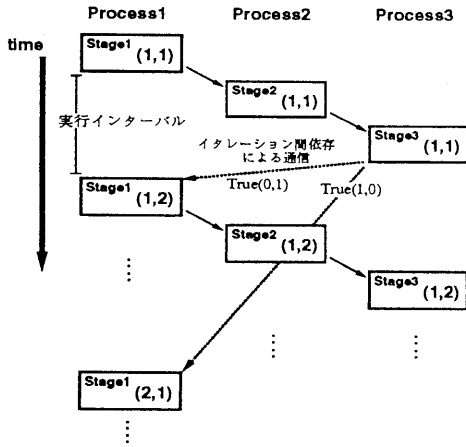 Process1 Process2 Process3
time
Stage1 (1,1)
Stage2 (1,1)
実行インターバル
イタレーション間依存
による通信
Stage3 (1,1)
True(0,1)
True(1,0)
Stage1 (1,2)
Stage2 (1,2)
Stage3 (1,2)
Stage1 (2,1)